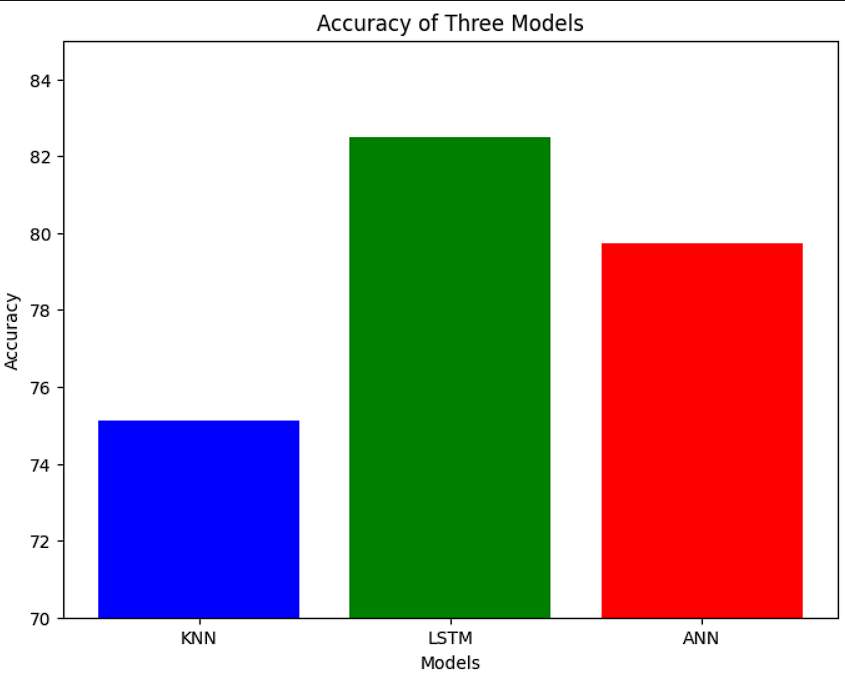 Accuracy of Three Models
Accuracy
84
82
80
78
76
74
72
70
KNN LSTM ANN
Models